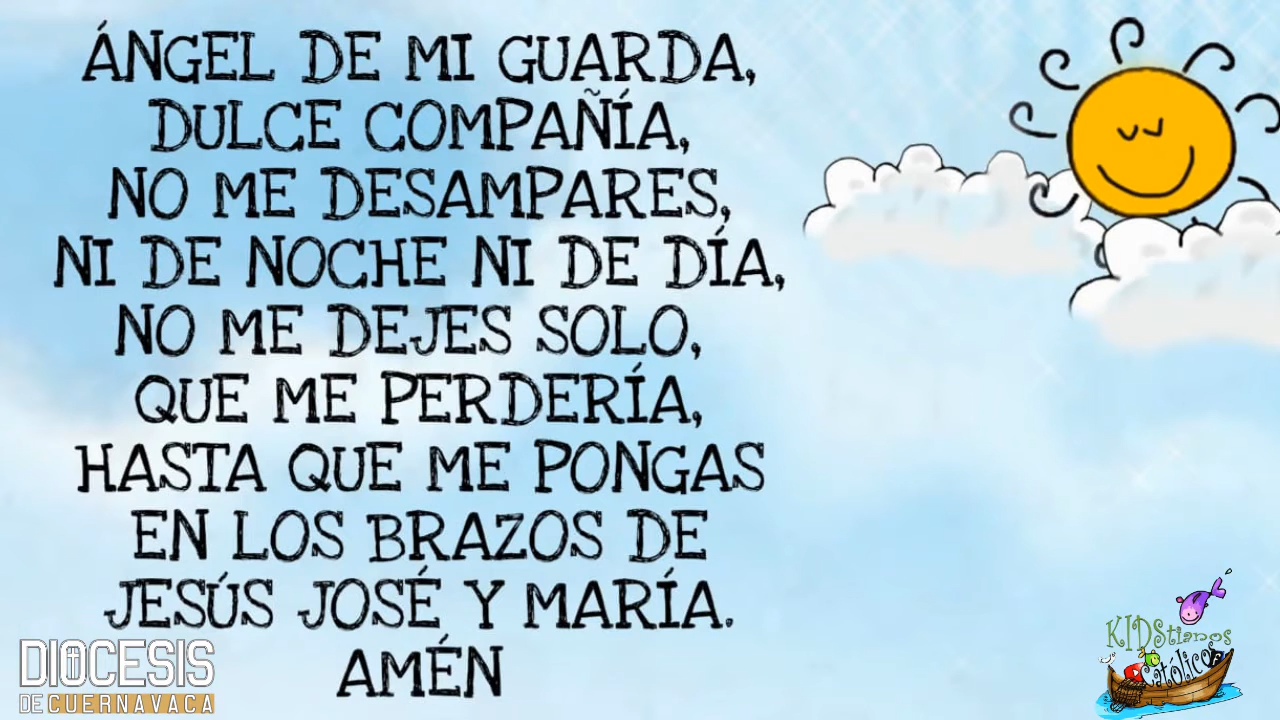 ÁNGEL DE MI GUARDA,
DULCE COMPAÑÍA,
NO ME DESAMPARES,
NI DE NOCHE NI DE DÍA,
NO ME DEJES SOLO,
QUE ME PERDERÍA,
HASTA QUE ME PONGAS
EN LOS BRAZOS DE
JESÚS JOSÉ Y MARÍA.
AMÉN
DIOCESIS
DE CUERNAVACA
KIDStianos
Católicos